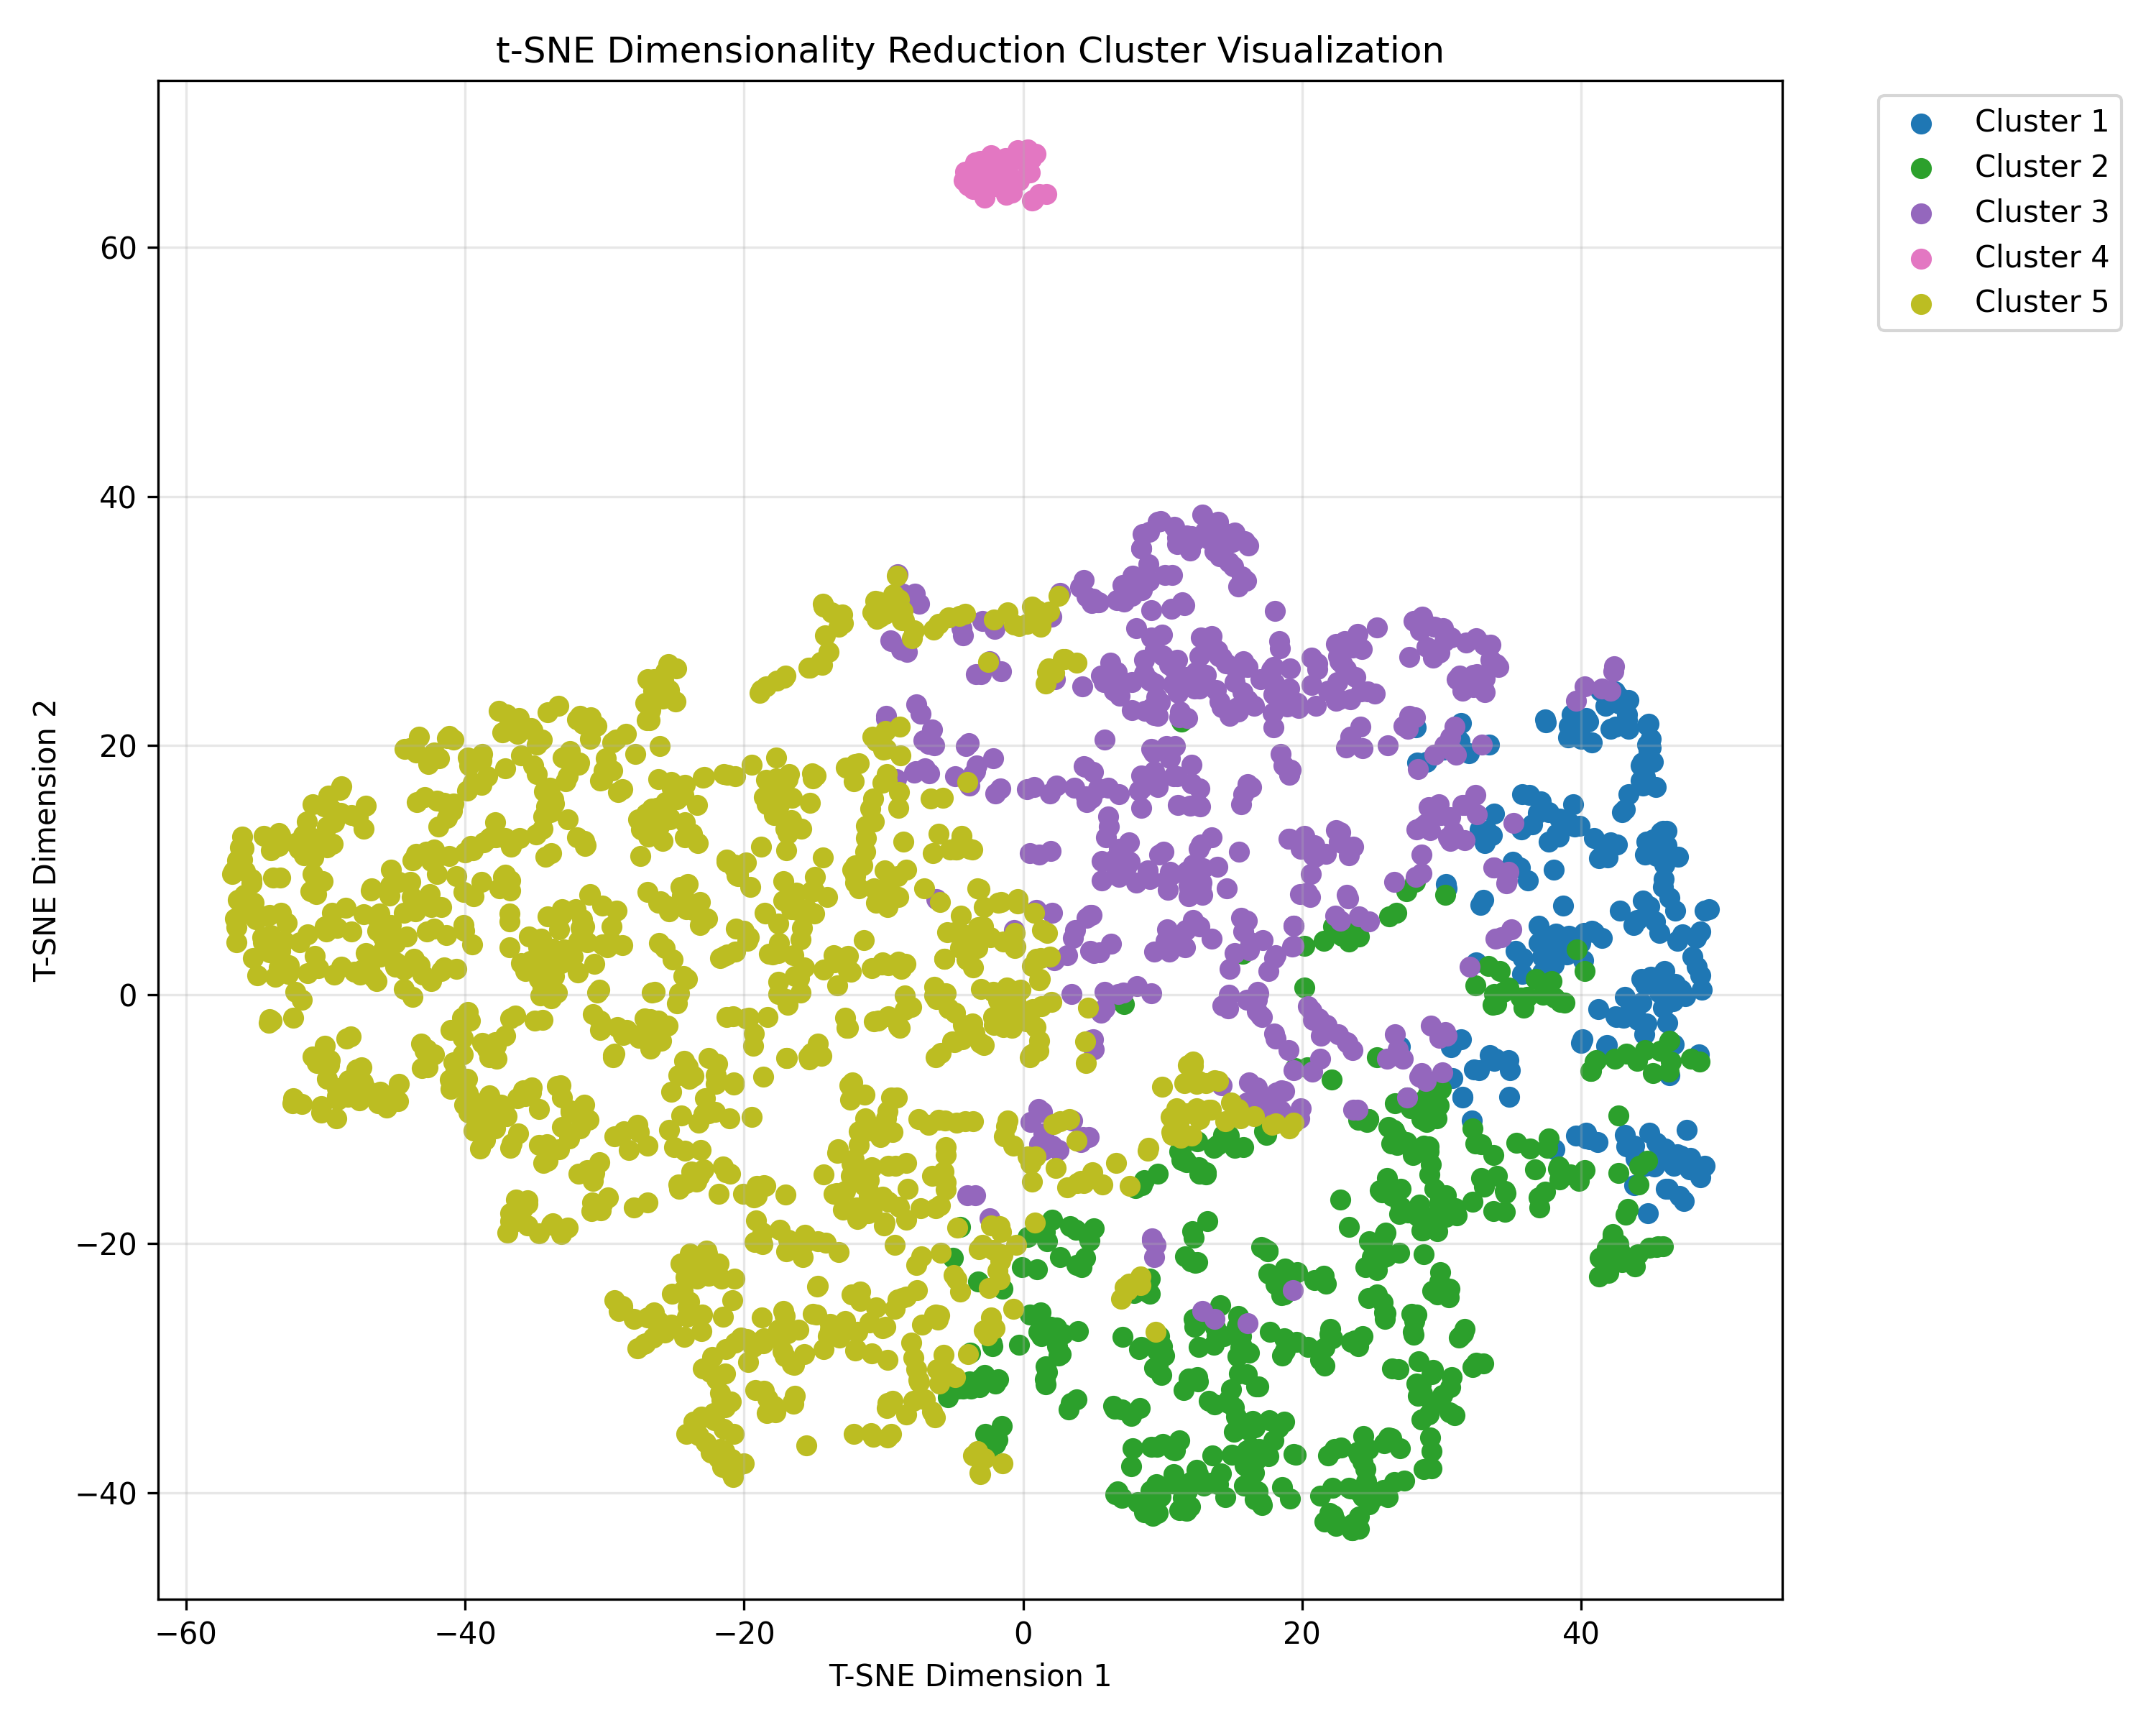 t-SNE Dimensionality Reduction Cluster Visualization
Cluster 1
Cluster 2
Cluster 3
Cluster 4
Cluster 5
T-SNE Dimension 2
60
40
20
0
−20
−40
−60
−40
−20
0
20
40
T-SNE Dimension 1